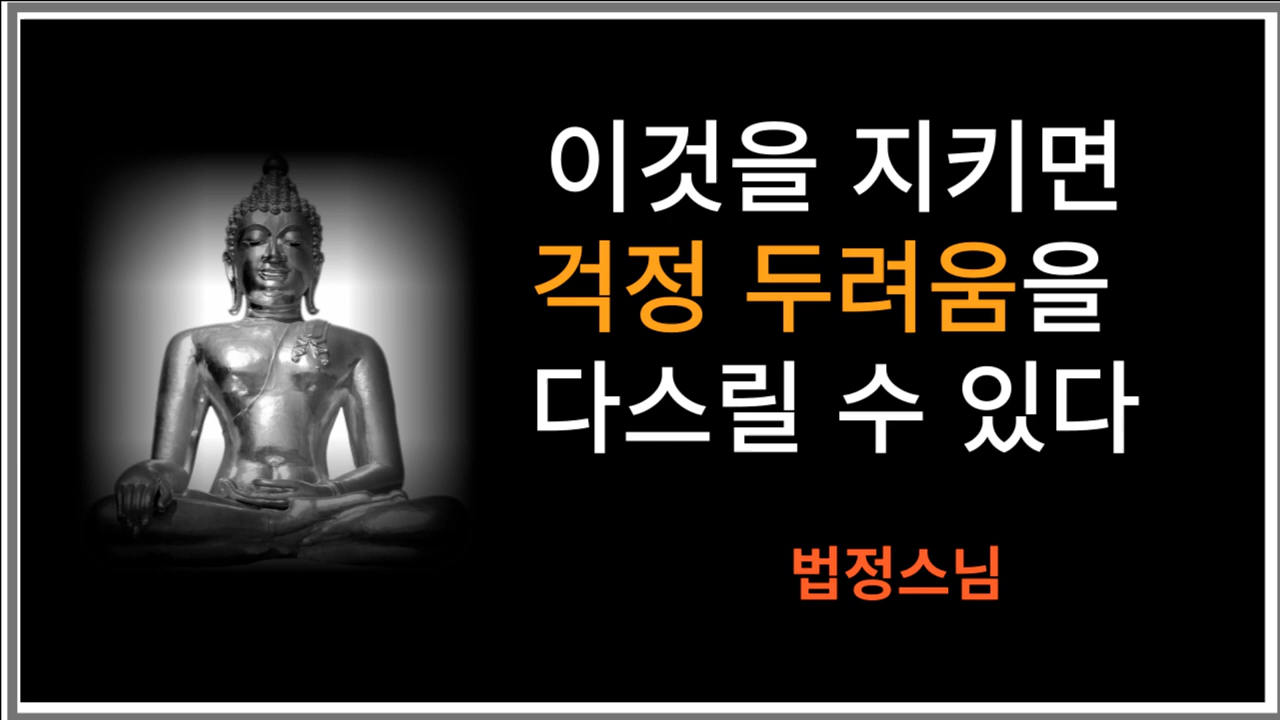 이것을 지키면
걱정 두려움을
다스릴 수 있다
법정스님